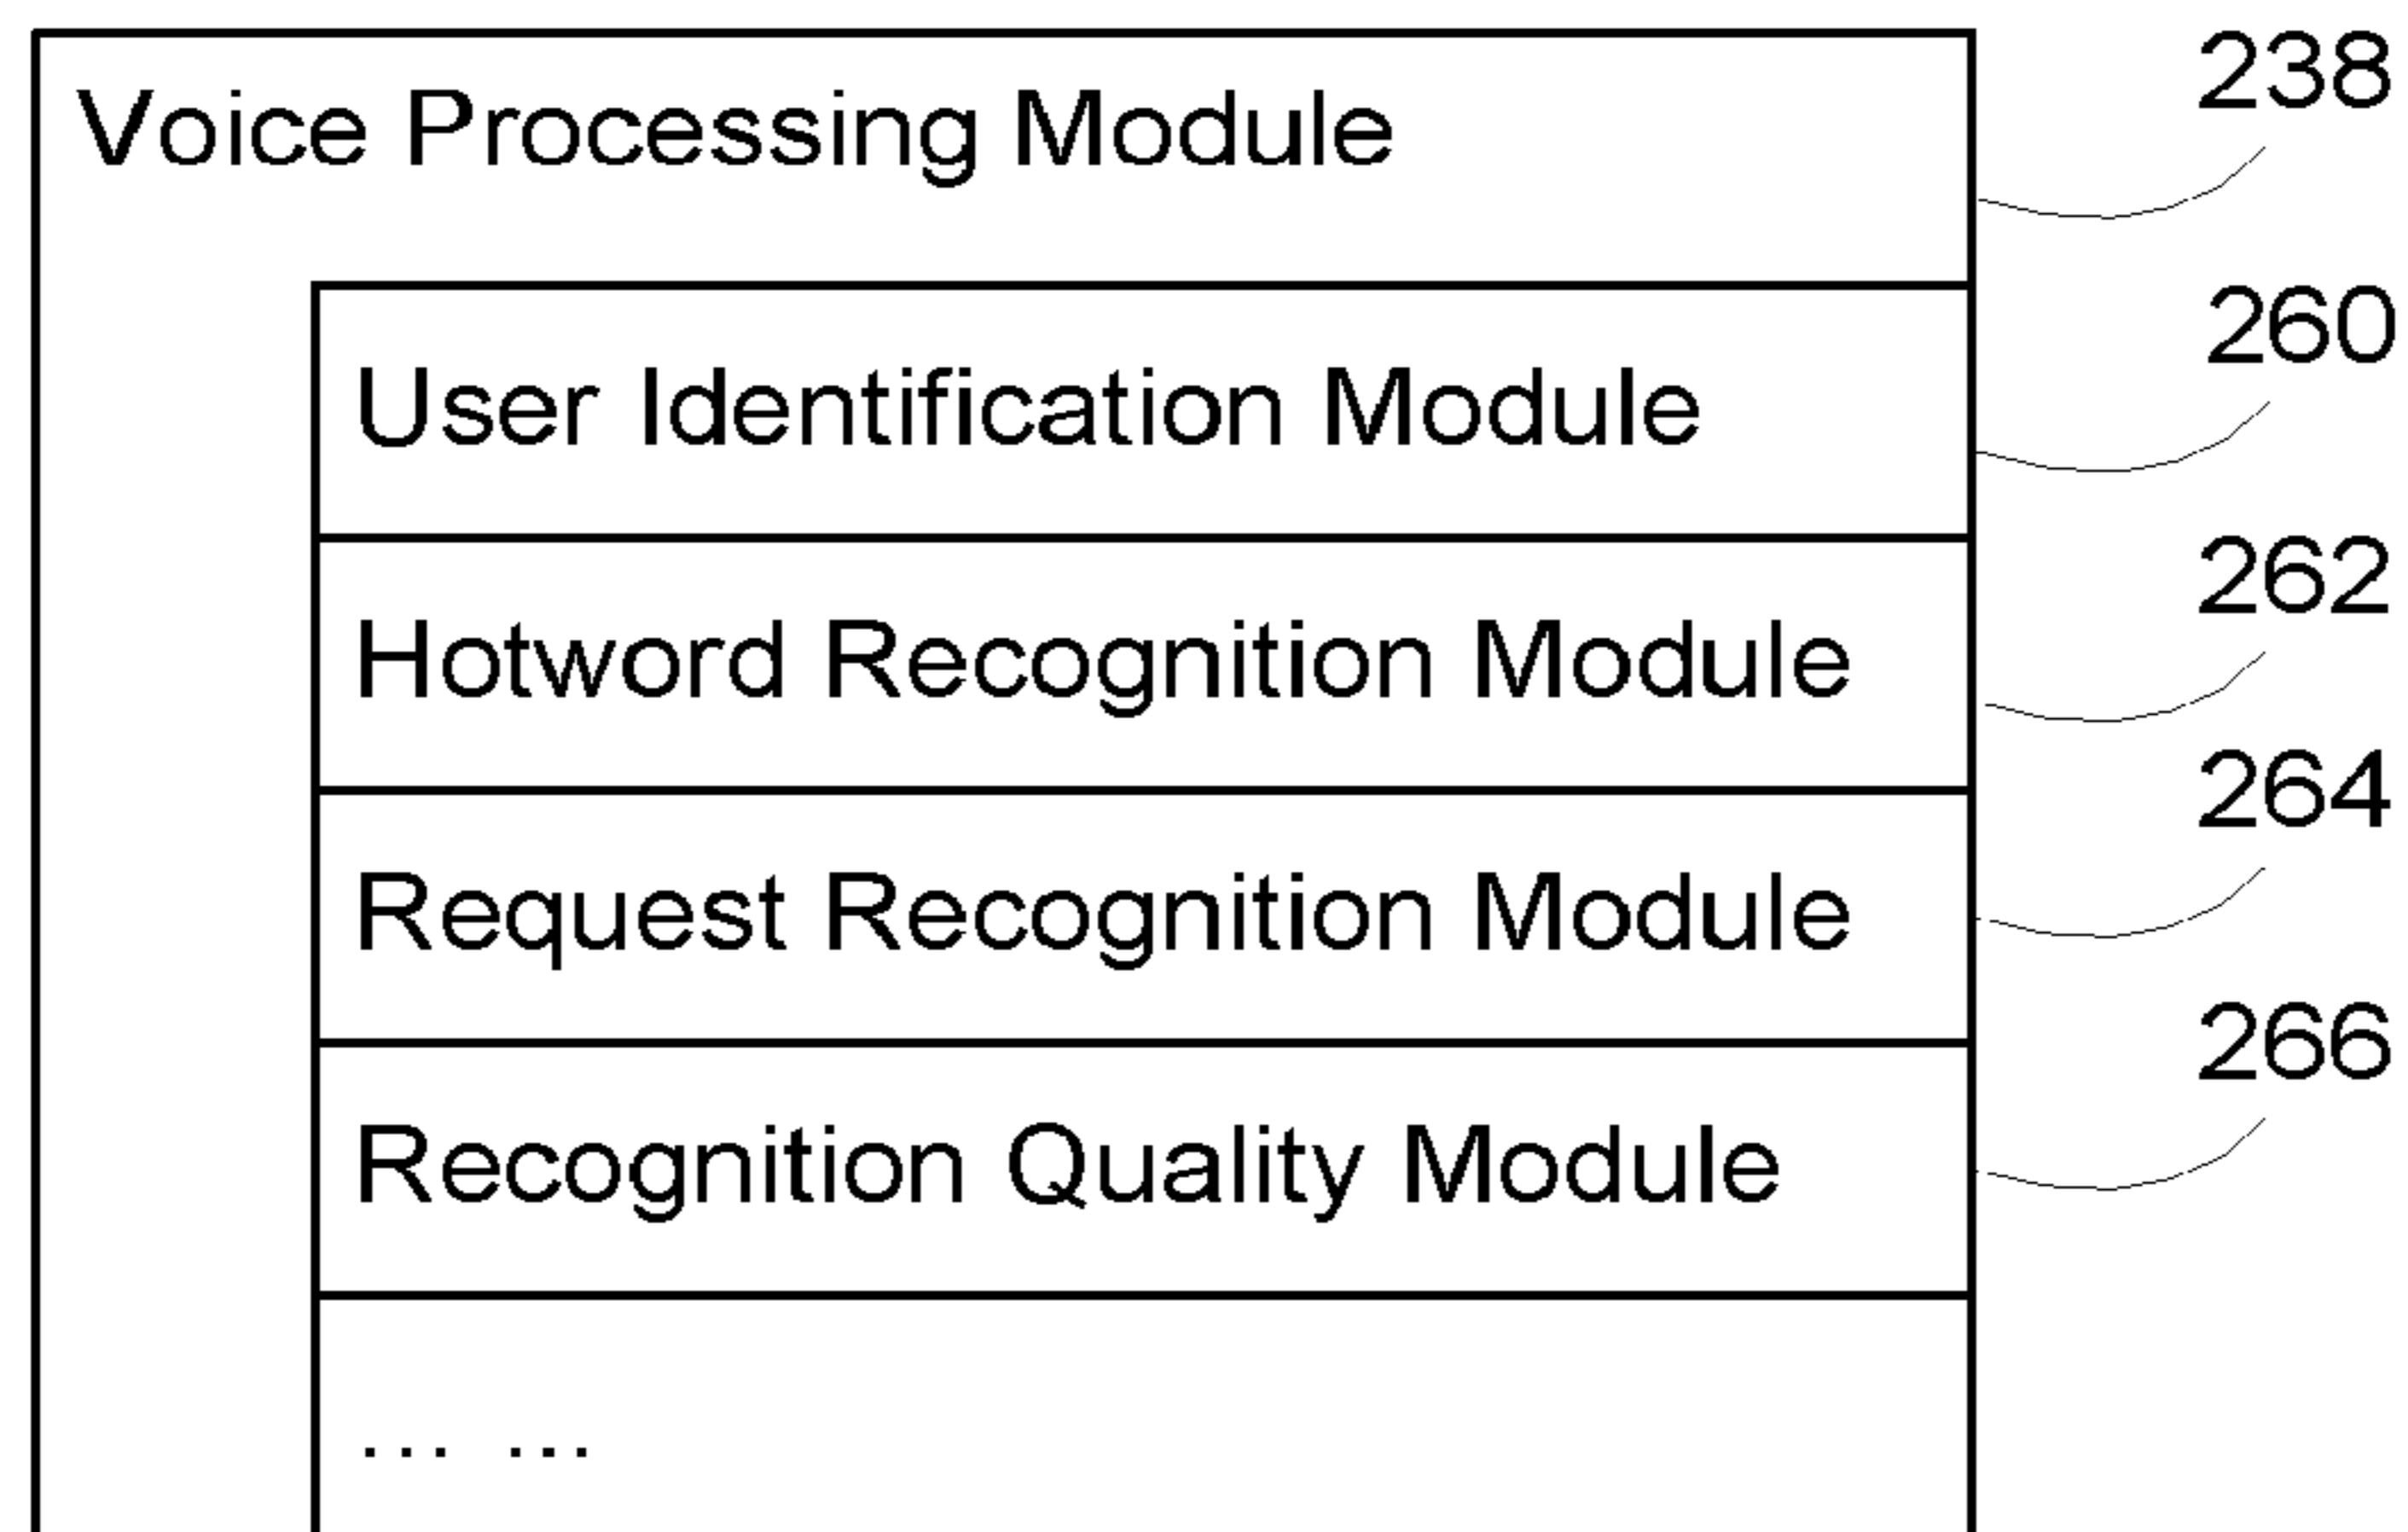 Voice Processing Module
238
User Identification Module
260
Hotword Recognition Module
262
Request Recognition Module
264
Recognition Quality Module
266
... ...